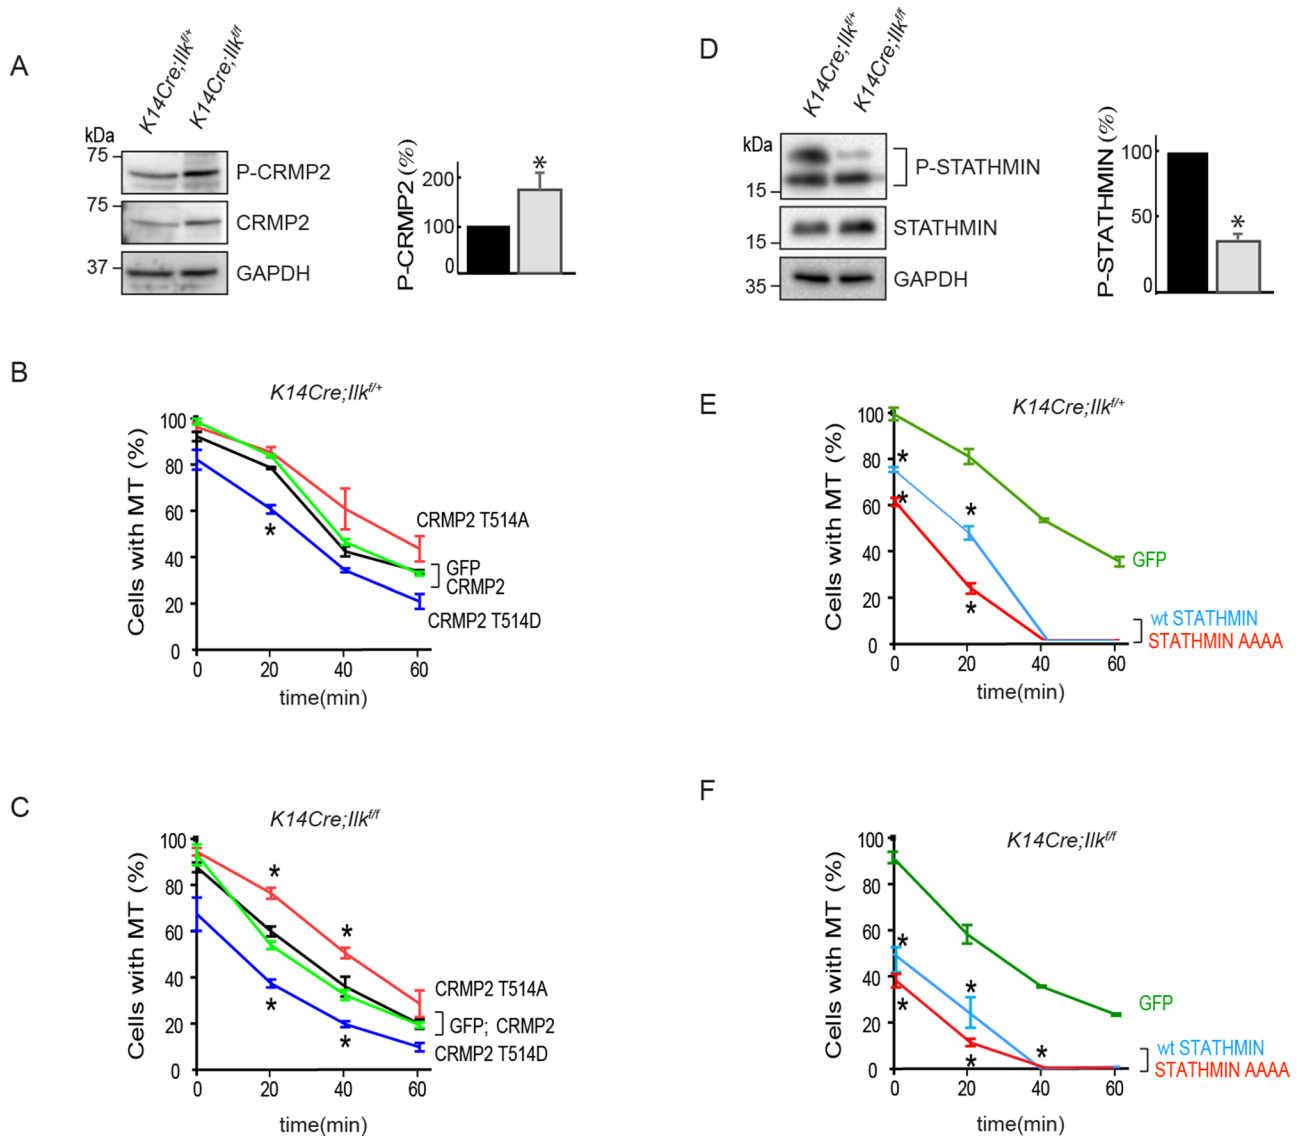 A
K14Cre;Ilkf/+
K14Cre;Ilkf/f
kDa
75
P-CRMP2
75
CRMP2
37
GAPDH
P-CRMP2 (%)
200
100
0
*
D
K14Cre;Ilkf/+
K14Cre;Ilkf/f
kDa
P-STATHMIN
15
STATHMIN
15
GAPDH
35
P-STATHMIN (%)
100
50
0
*
B
K14Cre;Ilkf/+
Cells with MT (%)
100
80
60
40
20
0
*
CRMP2 T514A
GFP
CRMP2
CRMP2 T514D
0 20 40 60
time(min)
E
K14Cre;Ilkf/+
Cells with MT (%)
100
80
60
40
20
0
*
*
*
*
GFP
wt STATHMIN
STATHMIN AAAA
0 20 40 60
time(min)
C
K14Cre;Ilkf/f
Cells with MT (%)
100
80
60
40
20
0
*
*
*
*
CRMP2 T514A
GFP; CRMP2
CRMP2 T514D
0 20 40 60
time(min)
F
K14Cre;Ilkf/f
Cells with MT (%)
100
80
60
40
20
0
*
*
*
*
*
GFP
wt STATHMIN
STATHMIN AAAA
0 20 40 60
time(min)